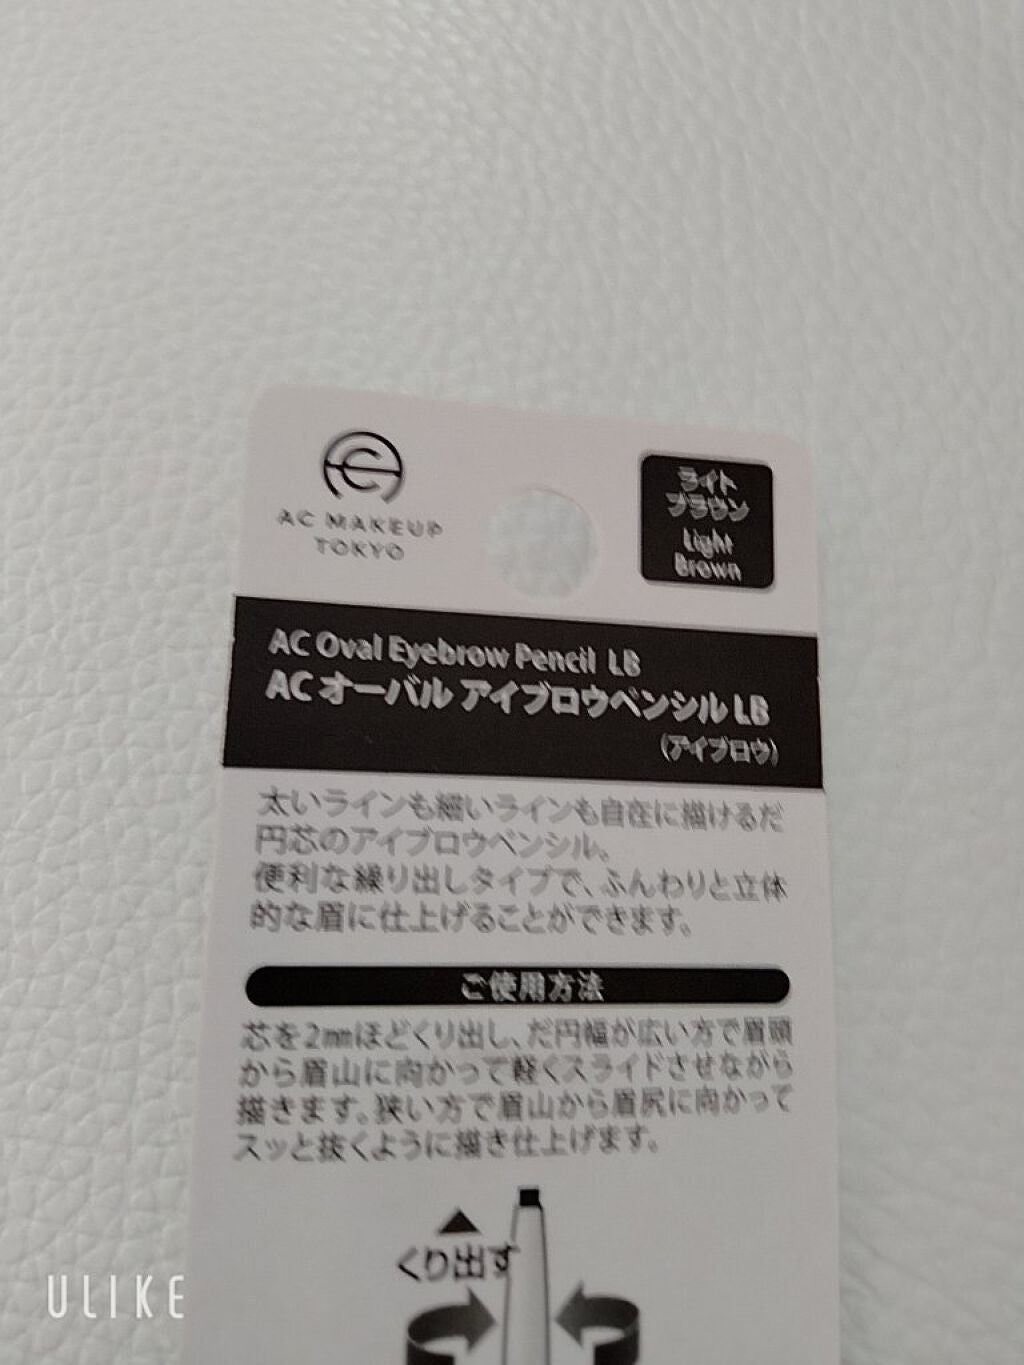 AC MAKEUP
TOKYO
ライト
ブラウン
Light
Brown
AC Oval Eyebrow Pencil LB
AC オーバル アイブロウペンシル LB
(アイブロウ)
太いラインも細いラインも自在に描けるだ
円芯のアイブロウペンシル。
便利な繰り出しタイプで、ふんわりと立体
的な眉に仕上げることができます。
ご使用方法
芯を2mmほどくり出し、だ円幅が広い方で眉頭
から眉山に向かって軽くスライドさせながら
描きます。狭い方で眉山から眉尻に向かって
スッと抜くように描き仕上げます。
くり出す
ULIKE